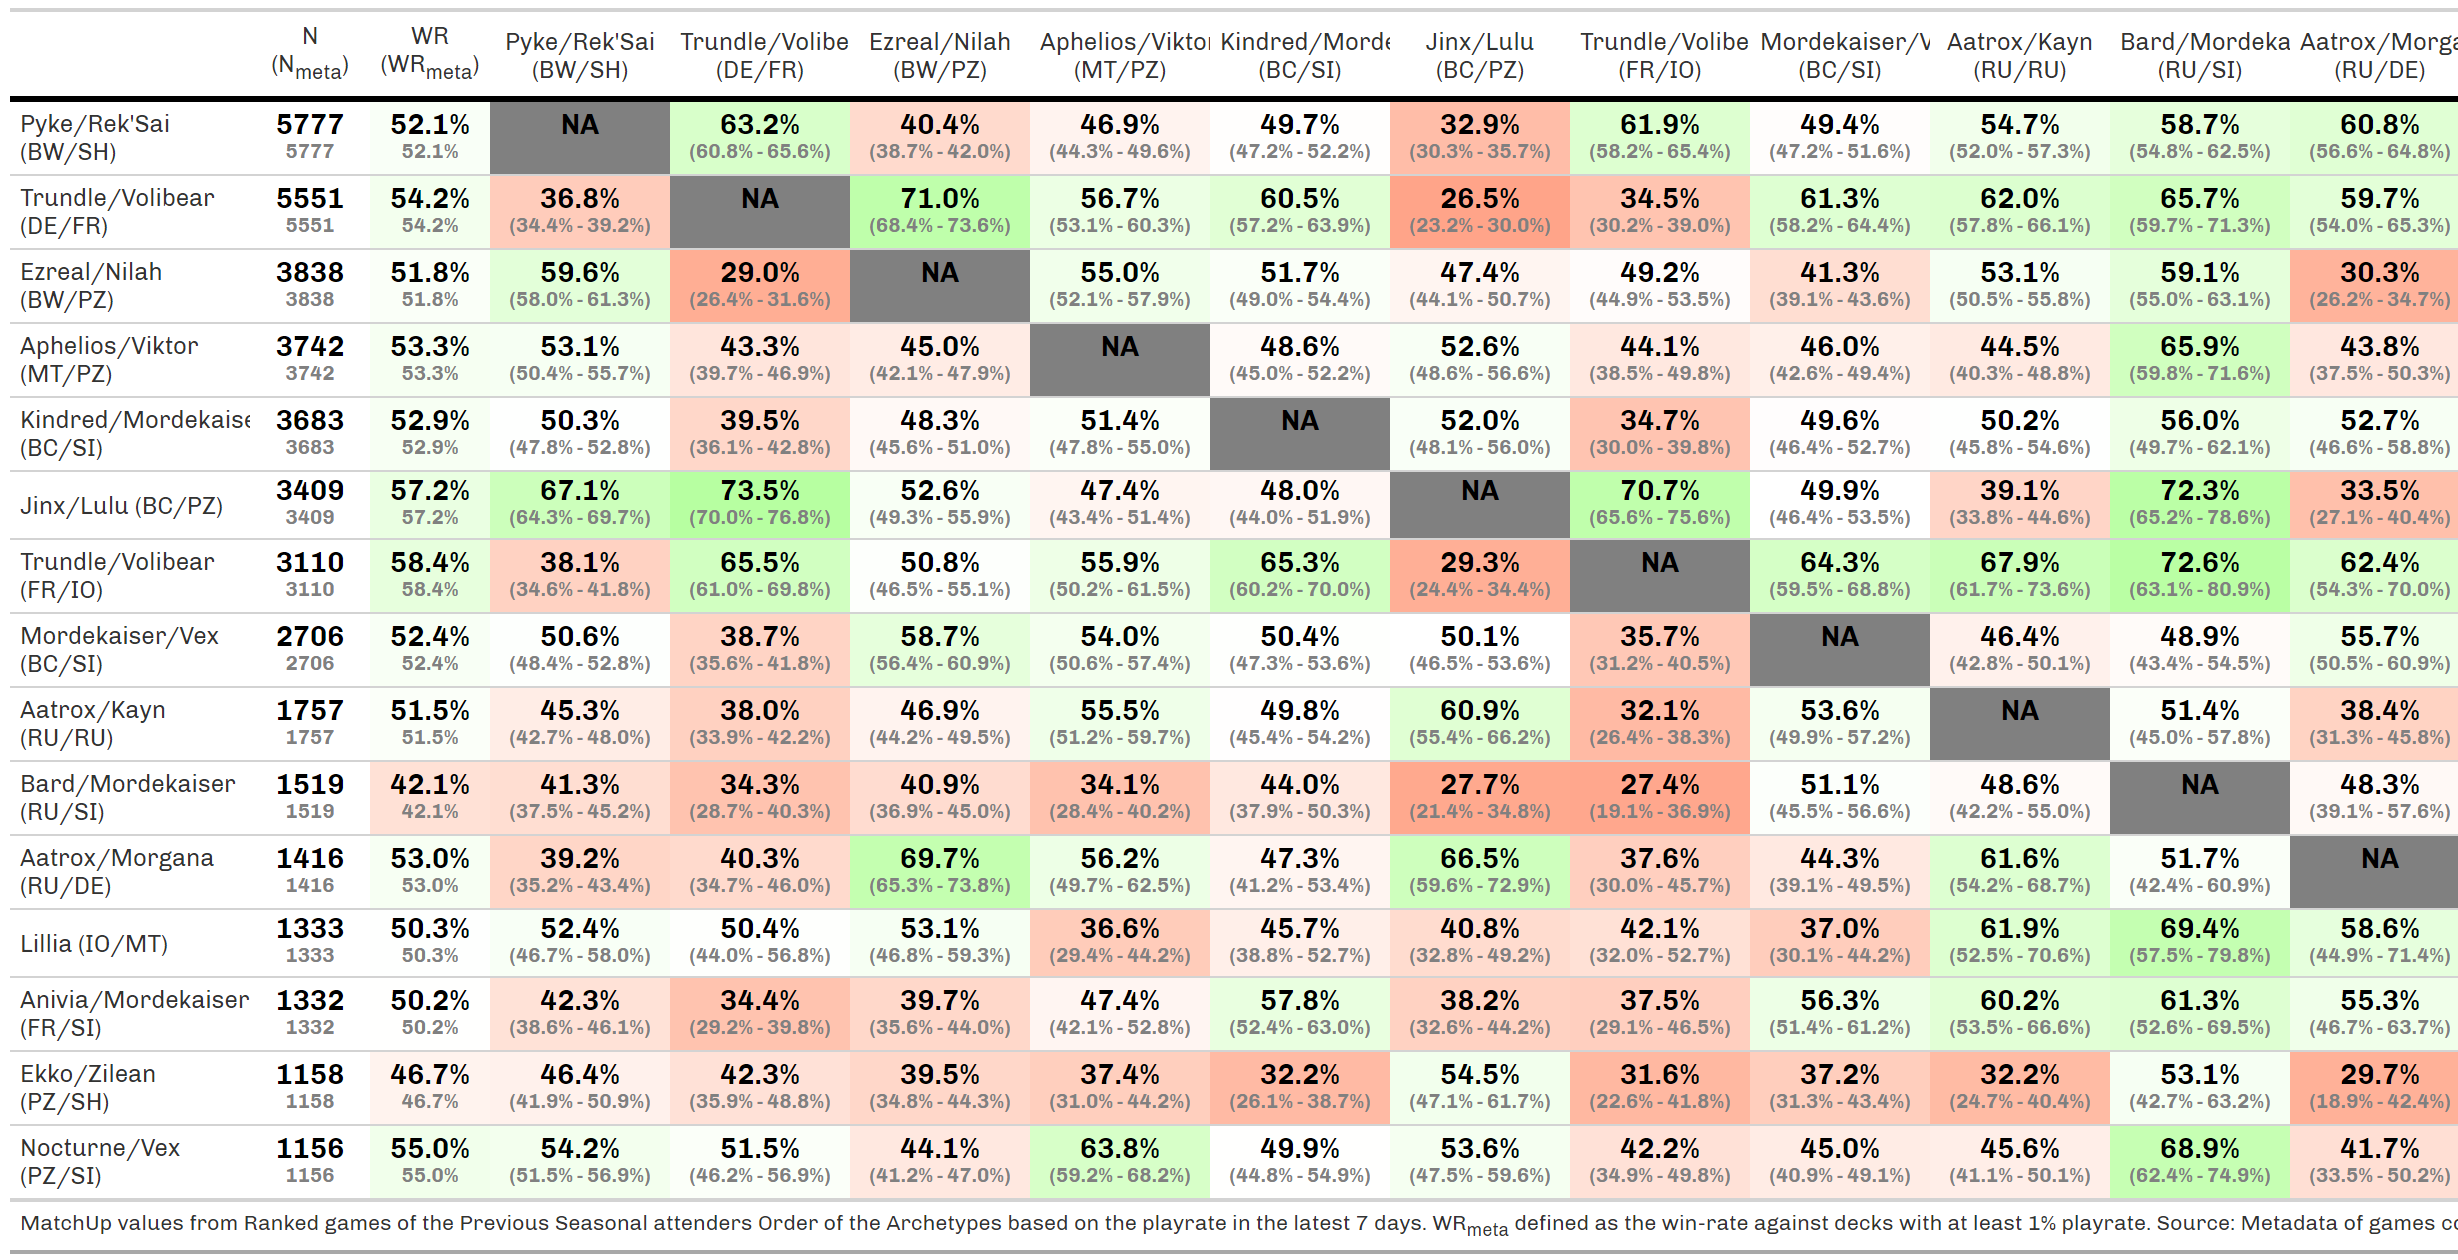 N WR Pyke/Rek'Sai Trundle/Volibe Ezreal/Nilah Aphelios/Viktor Kindred/Morde Jinx/Lulu Trundle/Volibe Mordekaiser/V Aatrox/Kayn Bard/Mordeka Aatrox/Morga
(Nmeta) (WRmeta) (BW/SH) (DE/FR) (BW/PZ) (MT/PZ) (BC/SI) (BC/PZ) (FR/IO) (BC/SI) (RU/RU) (RU/SI) (RU/DE)
Pyke/Rek'Sai 5777 52.1% NA 63.2% 40.4% 46.9% 49.7% 32.9% 61.9% 49.4% 54.7% 58.7% 60.8%
(BW/SH) 5777 52.1% (60.8% - 65.6%) (38.7% - 42.0%) (44.3% - 49.6%) (47.2% - 52.2%) (30.3% - 35.7%) (58.2% - 65.4%) (47.2% - 51.6%) (52.0% - 57.3%) (54.8% - 62.5%) (56.6% - 64.8%)
Trundle/Volibear 5551 54.2% 36.8% NA 71.0% 56.7% 60.5% 26.5% 34.5% 61.3% 62.0% 65.7% 59.7%
(DE/FR) 5551 54.2% (34.4% - 39.2%) (68.4% - 73.6%) (53.1% - 60.3%) (57.2% - 63.9%) (23.2% - 30.0%) (30.2% - 39.0%) (58.2% - 64.4%) (57.8% - 66.1%) (59.7% - 71.3%) (54.0% - 65.3%)
Ezreal/Nilah 3838 51.8% 59.6% 29.0% NA 55.0% 51.7% 47.4% 49.2% 41.3% 53.1% 59.1% 30.3%
(BW/PZ) 3838 51.8% (58.0% - 61.3%) (26.4% - 31.6%) (52.1% - 57.9%) (49.0% - 54.4%) (44.1% - 50.7%) (44.9% - 53.5%) (39.1% - 43.6%) (50.5% - 55.8%) (55.0% - 63.1%) (26.2% - 34.7%)
Aphelios/Viktor 3742 53.3% 53.1% 43.3% 45.0% NA 48.6% 52.6% 44.1% 46.0% 44.5% 65.9% 43.8%
(MT/PZ) 3742 53.3% (50.4% - 55.7%) (39.7% - 46.9%) (42.1% - 47.9%) (45.0% - 52.2%) (48.6% - 56.6%) (38.5% - 49.8%) (42.6% - 49.4%) (40.3% - 48.8%) (59.8% - 71.6%) (37.5% - 50.3%)
Kindred/Mordekaise 3683 52.9% 50.3% 39.5% 48.3% 51.4% NA 52.0% 34.7% 49.6% 50.2% 56.0% 52.7%
(BC/SI) 3683 52.9% (47.8% - 52.8%) (36.1% - 42.8%) (45.6% - 51.0%) (47.8% - 55.0%) (48.1% - 56.0%) (30.0% - 39.8%) (46.4% - 52.7%) (45.8% - 54.6%) (49.7% - 62.1%) (46.6% - 58.8%)
Jinx/Lulu (BC/PZ) 3409 57.2% 67.1% 73.5% 52.6% 47.4% 48.0% NA 70.7% 49.9% 39.1% 72.3% 33.5%
3409 57.2% (64.3% - 69.7%) (70.0% - 76.8%) (49.3% - 55.9%) (43.4% - 51.4%) (44.0% - 51.9%) (65.6% - 75.6%) (46.4% - 53.5%) (33.8% - 44.6%) (65.2% - 78.6%) (27.1% - 40.4%)
Trundle/Volibear 3110 58.4% 38.1% 65.5% 50.8% 55.9% 65.3% 29.3% NA 64.3% 67.9% 72.6% 62.4%
(FR/IO) 3110 58.4% (34.6% - 41.8%) (61.0% - 69.8%) (46.5% - 55.1%) (50.2% - 61.5%) (60.2% - 70.0%) (24.4% - 34.4%) (59.5% - 68.8%) (61.7% - 73.6%) (63.1% - 80.9%) (54.3% - 70.0%)
Mordekaiser/Vex 2706 52.4% 50.6% 38.7% 58.7% 54.0% 50.4% 50.1% 35.7% NA 46.4% 48.9% 55.7%
(BC/SI) 2706 52.4% (48.4% - 52.8%) (35.6% - 41.8%) (56.4% - 60.9%) (50.6% - 57.4%) (47.3% - 53.6%) (46.5% - 53.6%) (31.2% - 40.5%) (42.8% - 50.1%) (43.4% - 54.5%) (50.5% - 60.9%)
Aatrox/Kayn 1757 51.5% 45.3% 38.0% 46.9% 55.5% 49.8% 60.9% 32.1% 53.6% NA 51.4% 38.4%
(RU/RU) 1757 51.5% (42.7% - 48.0%) (33.9% - 42.2%) (44.2% - 49.5%) (51.2% - 59.7%) (45.4% - 54.2%) (55.4% - 66.2%) (26.4% - 38.3%) (49.9% - 57.2%) (45.0% - 57.8%) (31.3% - 45.8%)
Bard/Mordekaiser 1519 42.1% 41.3% 34.3% 40.9% 34.1% 44.0% 27.7% 27.4% 51.1% 48.6% NA 48.3%
(RU/SI) 1519 42.1% (37.5% - 45.2%) (28.7% - 40.3%) (36.9% - 45.0%) (28.4% - 40.2%) (37.9% - 50.3%) (21.4% - 34.8%) (19.1% - 36.9%) (45.5% - 56.6%) (42.2% - 55.0%) (39.1% - 57.6%)
Aatrox/Morgana 1416 53.0% 39.2% 40.3% 69.7% 56.2% 47.3% 66.5% 37.6% 44.3% 61.6% 51.7% NA
(RU/DE) 1416 53.0% (35.2% - 43.4%) (34.7% - 46.0%) (65.3% - 73.8%) (49.7% - 62.5%) (41.2% - 53.4%) (59.6% - 72.9%) (30.0% - 45.7%) (39.1% - 49.5%) (54.2% - 68.7%) (42.4% - 60.9%)
Lillia (IO/MT) 1333 50.3% 52.4% 50.4% 53.1% 36.6% 45.7% 40.8% 42.1% 37.0% 61.9% 69.4% 58.6%
1333 50.3% (46.7% - 58.0%) (44.0% - 56.8%) (46.8% - 59.3%) (29.4% - 44.2%) (38.8% - 52.7%) (32.8% - 49.2%) (32.0% - 52.7%) (30.1% - 44.2%) (52.5% - 70.6%) (57.5% - 79.8%) (44.9% - 71.4%)
Anivia/Mordekaiser 1332 50.2% 42.3% 34.4% 39.7% 47.4% 57.8% 38.2% 37.5% 56.3% 60.2% 61.3% 55.3%
(FR/SI) 1332 50.2% (38.6% - 46.1%) (29.2% - 39.8%) (35.6% - 44.0%) (42.1% - 52.8%) (52.4% - 63.0%) (32.6% - 44.2%) (29.1% - 46.5%) (51.4% - 61.2%) (53.5% - 66.6%) (52.6% - 69.5%) (46.7% - 63.7%)
Ekko/Zilean 1158 46.7% 46.4% 42.3% 39.5% 37.4% 32.2% 54.5% 31.6% 37.2% 32.2% 53.1% 29.7%
(PZ/SH) 1158 46.7% (41.9% - 50.9%) (35.9% - 48.8%) (34.8% - 44.3%) (31.0% - 44.2%) (26.1% - 38.7%) (47.1% - 61.7%) (22.6% - 41.8%) (31.3% - 43.4%) (24.7% - 40.4%) (42.7% - 63.2%) (18.9% - 42.4%)
Nocturne/Vex 1156 55.0% 54.2% 51.5% 44.1% 63.8% 49.9% 53.6% 42.2% 45.0% 45.6% 68.9% 41.7%
(PZ/SI) 1156 55.0% (51.5% - 56.9%) (46.2% - 56.9%) (41.2% - 47.0%) (59.2% - 68.2%) (44.8% - 54.9%) (47.5% - 59.6%) (34.9% - 49.8%) (40.9% - 49.1%) (41.1% - 50.1%) (62.4% - 74.9%) (33.5% - 50.2%)
MatchUp values from Ranked games of the Previous Seasonal attenders Order of the Archetypes based on the playrate in the latest 7 days. WRmeta defined as the win-rate against decks with at least 1% playrate. Source: Metadata of games